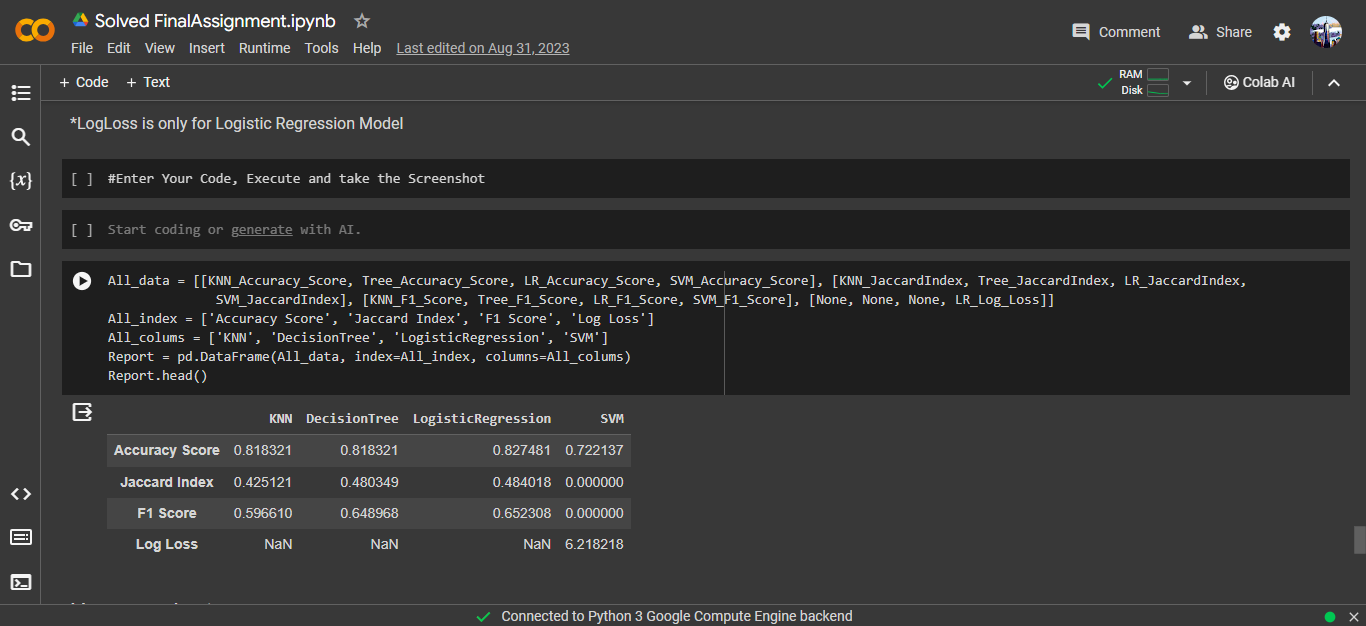 Solved FinalAssignment.ipynb
File Edit View Insert Runtime Tools Help Last edited on Aug 31, 2023
Comment Share
+ Code + Text
RAM
Disk
Colab AI
*LogLoss is only for Logistic Regression Model
[ ] #Enter Your Code, Execute and take the Screenshot
[ ] Start coding or generate with AI.
All_data = [[KNN_Accuracy_Score, Tree_Accuracy_Score, LR_Accuracy_Score, SVM_Accuracy_Score], [KNN_JaccardIndex, Tree_JaccardIndex, LR_JaccardIndex,
SVM_JaccardIndex], [KNN_F1_Score, Tree_F1_Score, LR_F1_Score, SVM_F1_Score], [None, None, None, LR_Log_Loss]]
All_index = ['Accuracy Score', 'Jaccard Index', 'F1 Score', 'Log Loss']
All_colums = ['KNN', 'DecisionTree', 'LogisticRegression', 'SVM']
Report = pd.DataFrame(All_data, index=All_index, columns=All_colums)
Report.head()
KNN DecisionTree LogisticRegression SVM
Accuracy Score 0.818321 0.818321 0.827481 0.722137
Jaccard Index 0.425121 0.480349 0.484018 0.000000
F1 Score 0.596610 0.648968 0.652308 0.000000
Log Loss NaN NaN NaN 6.218218
Connected to Python 3 Google Compute Engine backend